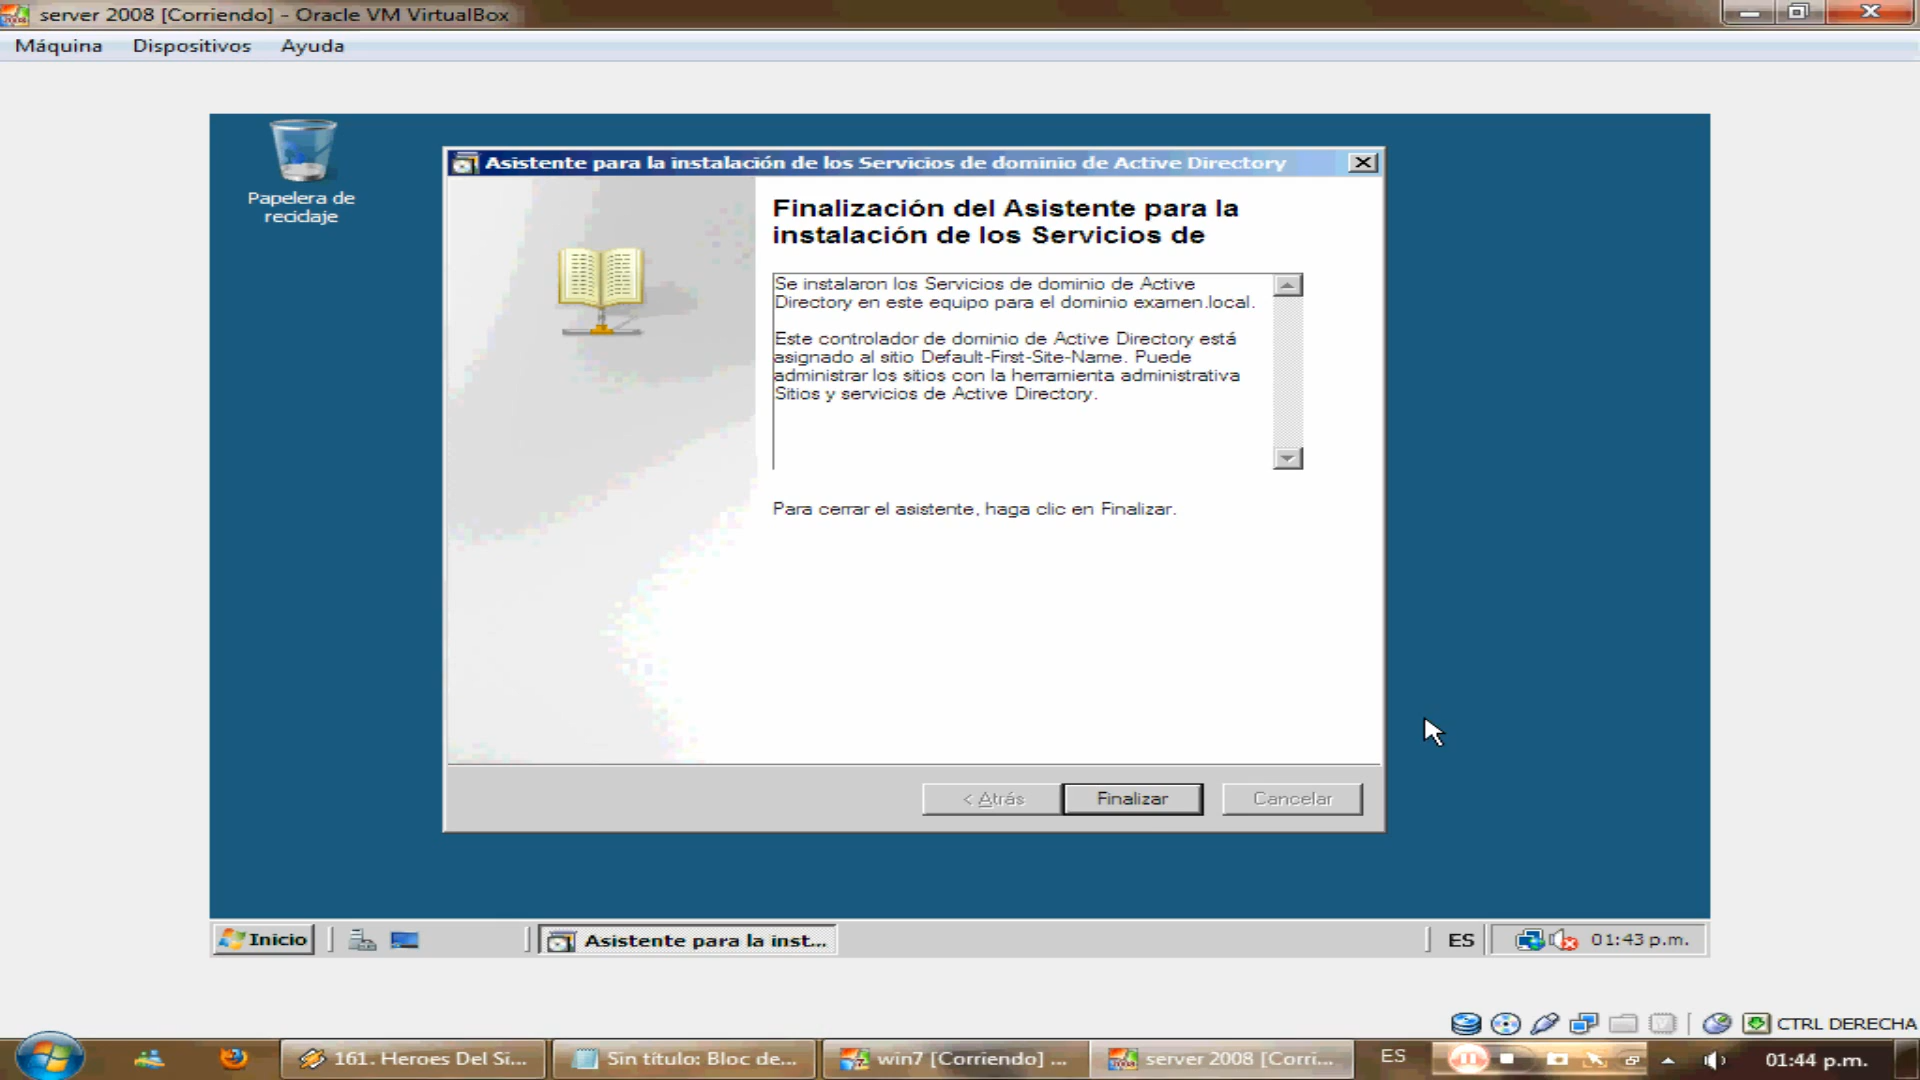 server 2008 [Corriendo] - Oracle VM VirtualBox
Máquina Dispositivos Ayuda
Papelera de
reciclaje
Asistente para la instalación de los Servicios de dominio de Active Directory
Finalización del Asistente para la
instalación de los Servicios de
Se instalaron los Servicios de dominio de Active
Directory en este equipo para el dominio examen.local.
Este controlador de dominio de Active Directory está
asignado al sitio Default-First-Site-Name. Puede
administrar los sitios con la herramienta administrativa
Sitios y servicios de Active Directory.
Para cerrar el asistente, haga clic en Finalizar.
< Atrás Finalizar Cancelar
Inicio Asistente para la inst... ES 01:43 p.m.
CTRL DERECHA
161. Heroes Del Si... Sin título: Bloc de... win7 [Corriendo] ... server 2008 [Corri... ES 01:44 p.m.